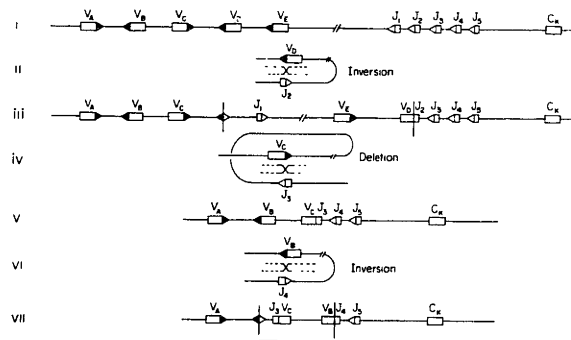 I V_A V_B V_C V_C V_E J_1 J_2 J_3 J_4 J_5 C_κ
II V_D J_2 Inversion
III V_A V_B V_C J_1 V_E V_D J_2 J_3 J_4 J_5 C_κ
IV V_C J_3 Deletion
V V_A V_B V_C J_3 J_4 J_5 C_κ
VI V_B J_4 Inversion
VII V_A J_3 V_C V_B J_4 J_5 C_κ